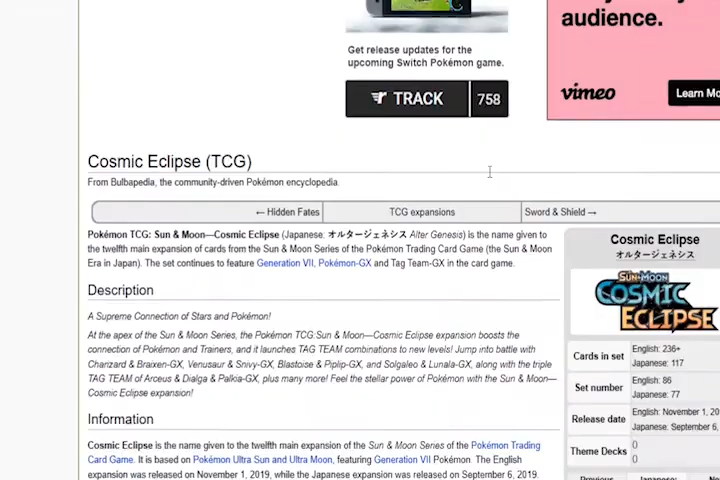 audience.
Get release updates for the
upcoming Switch Pokémon game.
TRACK 758
vimeo
Learn Mo
Cosmic Eclipse (TCG)
From Bulbapedia, the community-driven Pokémon encyclopedia.
← Hidden Fates TCG expansions Sword & Shield →
Pokémon TCG: Sun & Moon—Cosmic Eclipse (Japanese: オルタージェネシス Alter Genesis) is the name given to
the twelfth main expansion of cards from the Sun & Moon Series of the Pokémon Trading Card Game (the Sun & Moon
Era in Japan). The set continues to feature Generation VII, Pokémon-GX and Tag Team-GX in the card game.
Description
A Supreme Connection of Stars and Pokémon!
At the apex of the Sun & Moon Series, the Pokémon TCG:Sun & Moon—Cosmic Eclipse expansion boosts the
connection of Pokémon and Trainers, and it launches TAG TEAM combinations to new levels! Jump into battle with
Charizard & Braixen-GX, Venusaur & Snivy-GX, Blastoise & Piplip-GX, and Solgaleo & Lunala-GX, along with the triple
TAG TEAM of Arceus & Dialga & Palkia-GX, plus many more! Feel the stellar power of Pokémon with the Sun & Moon—
Cosmic Eclipse expansion!
Information
Cosmic Eclipse is the name given to the twelfth main expansion of the Sun & Moon Series of the Pokémon Trading
Card Game. It is based on Pokémon Ultra Sun and Ultra Moon, featuring Generation VII Pokémon. The English
expansion was released on November 1, 2019, while the Japanese expansion was released on September 6, 2019.
Cosmic Eclipse
オルタージェネシス
SUN & MOON
COSMIC
ECLIPSE
Cards in set English: 236+
Japanese: 117
Set number English: 86
Japanese: 77
Release date English: November 1, 20
Japanese: September 6,
Theme Decks 0
0
Previous Japanese: